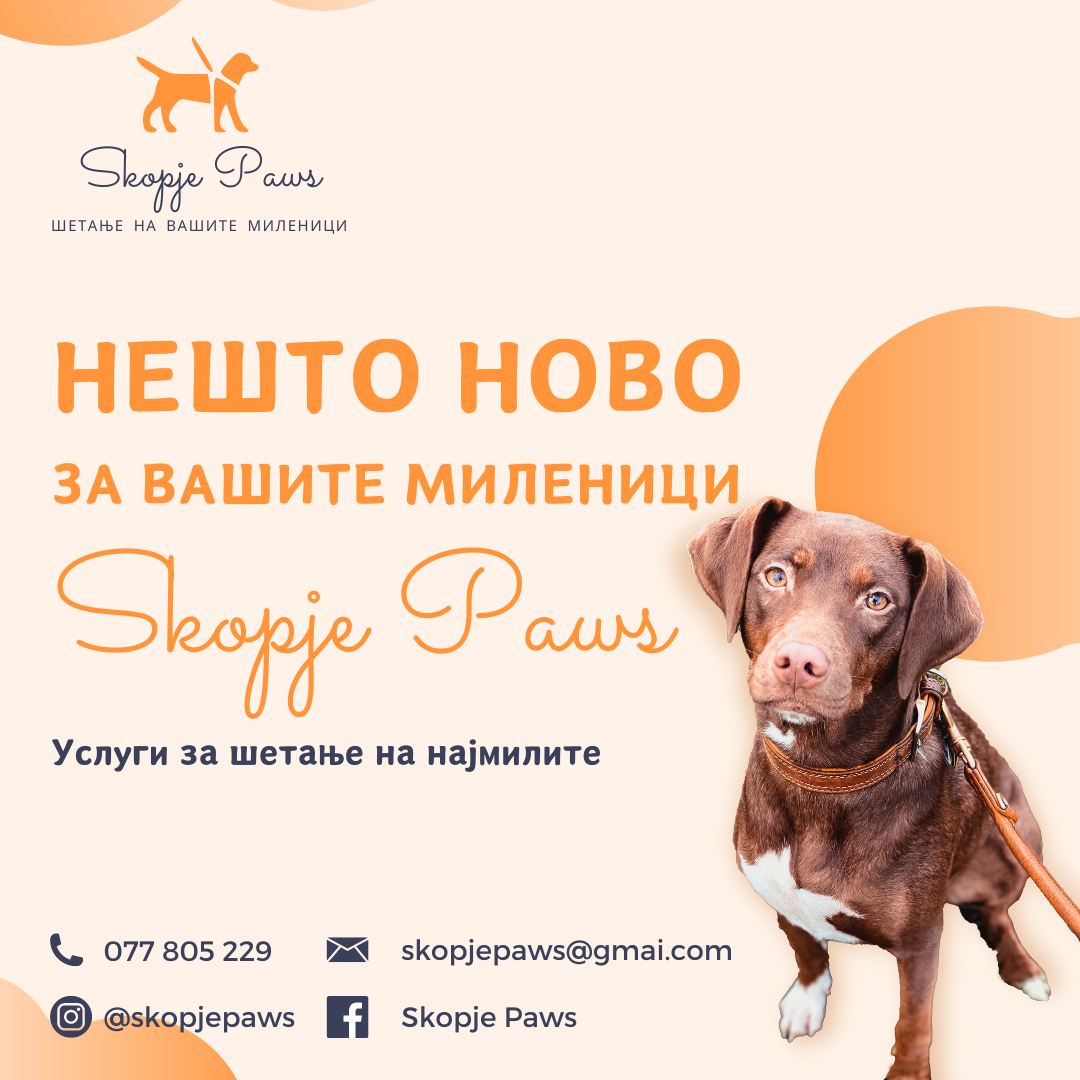 Skopje Paws
ШЕТАЊЕ НА ВАШИТЕ МИЛЕНИЦИ
НЕШТО НОВО
ЗА ВАШИТЕ МИЛЕНИЦИ
Skopje Paws
Услуги за шетање на најмилите
077 805 229 skopjepaws@gmai.com
@skopjepaws Skopje Paws